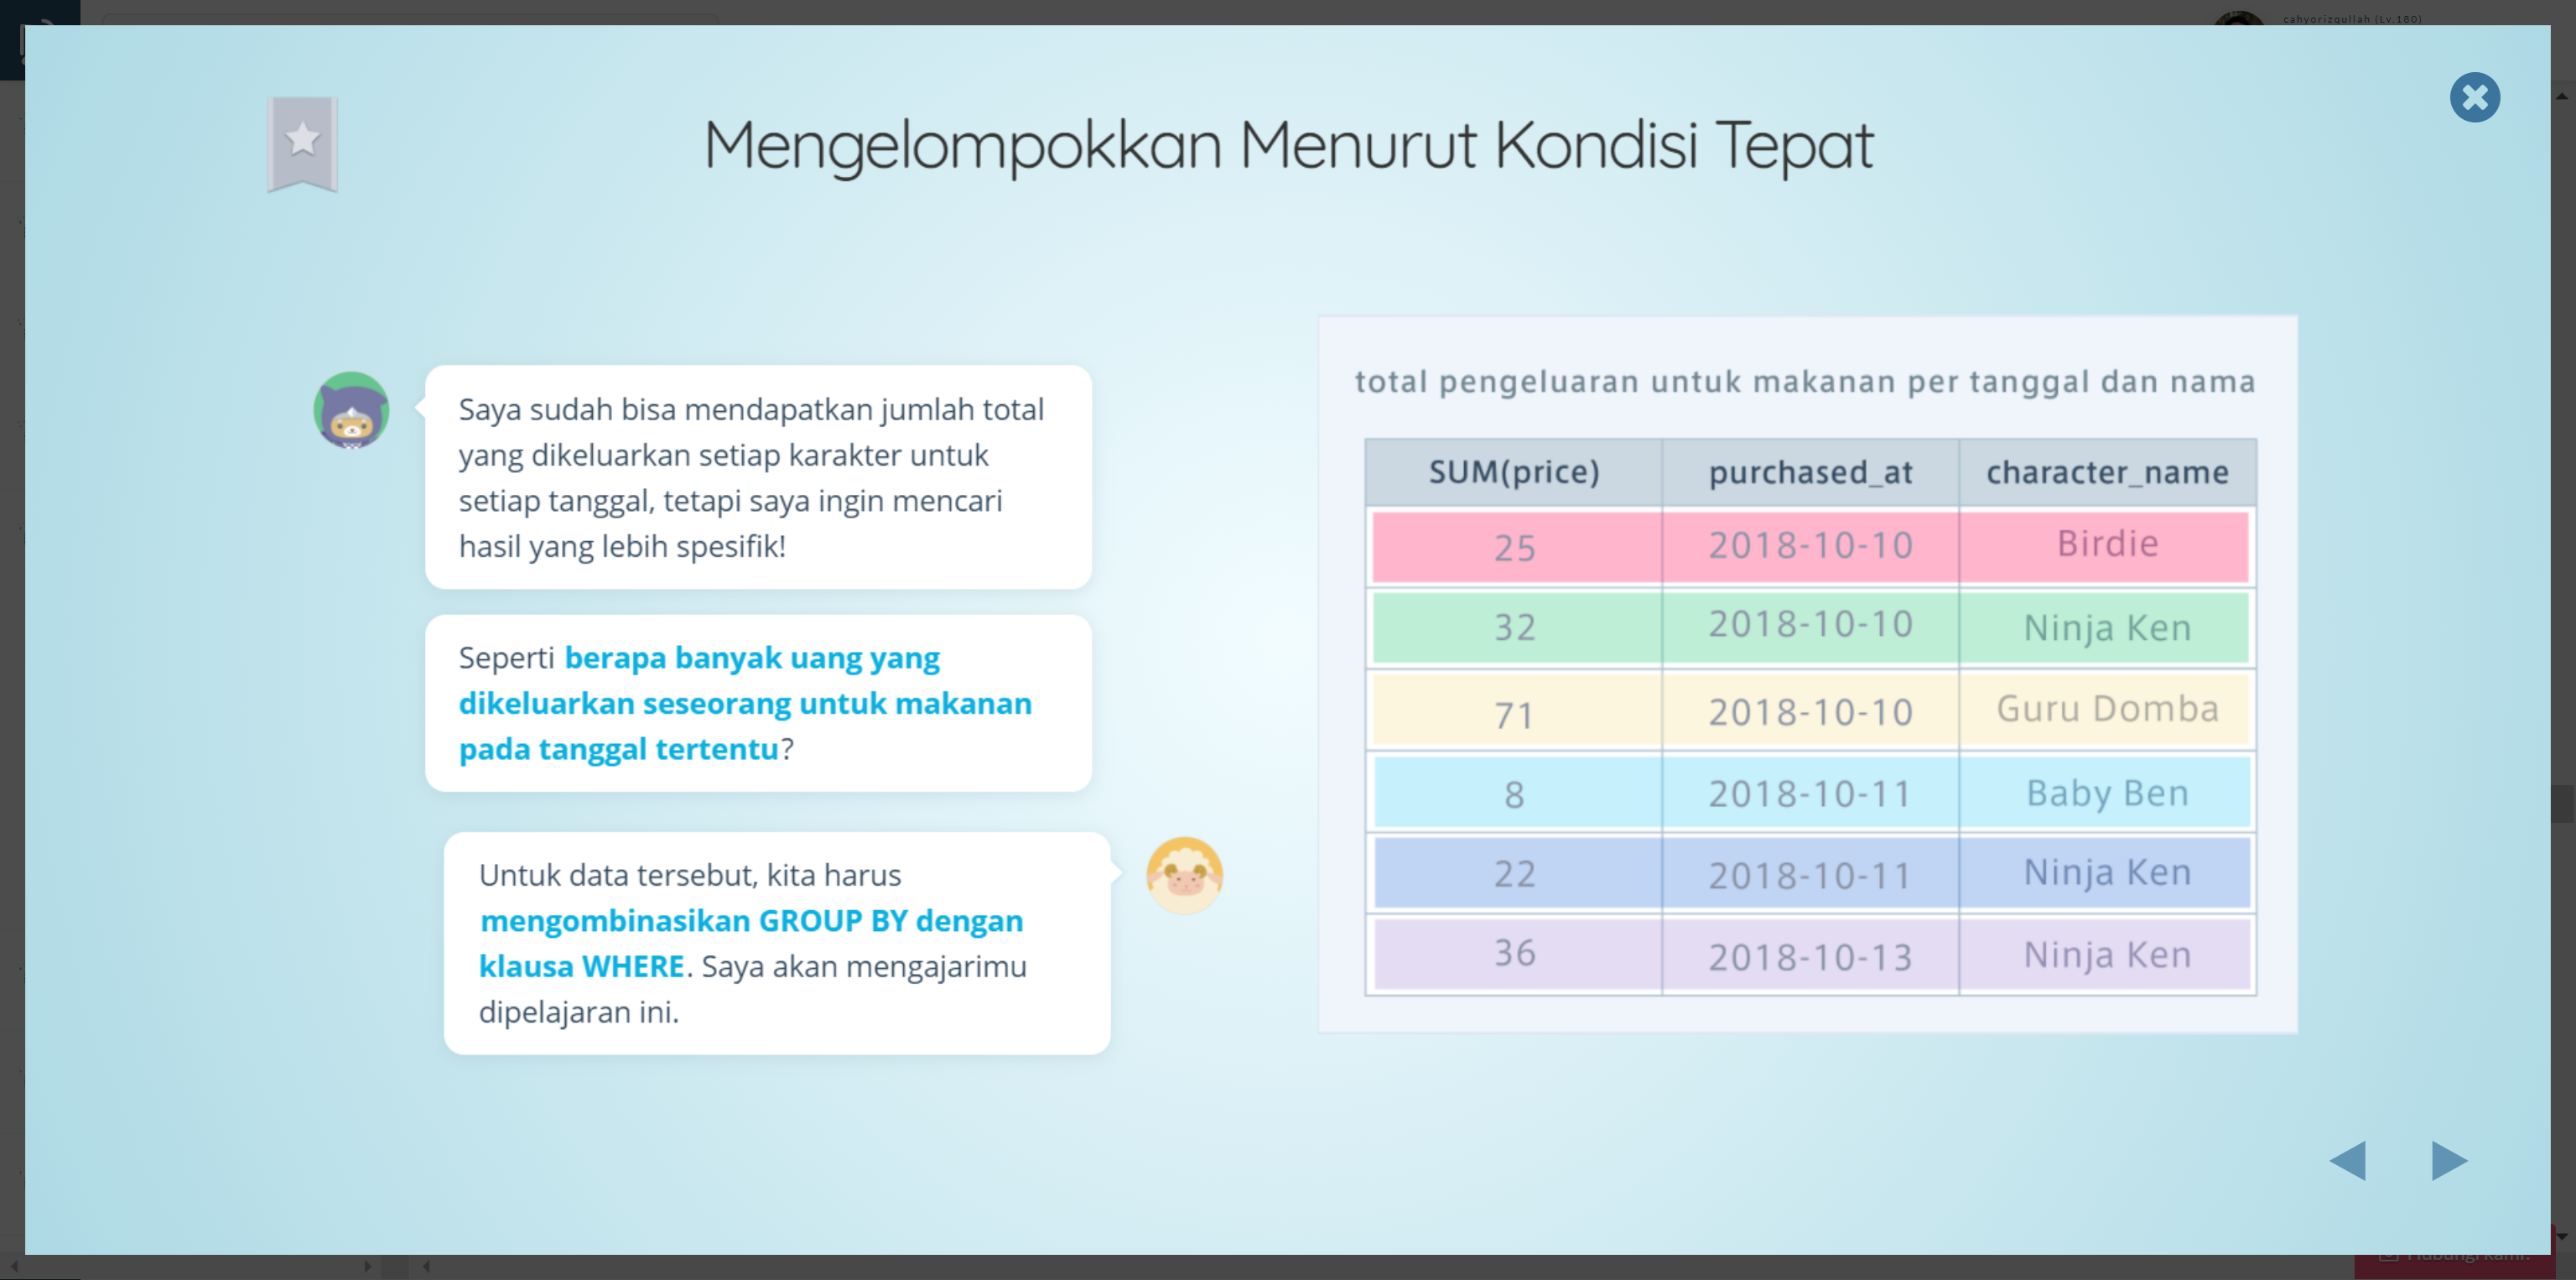 cahyorizqullah (Lv.180)
Mengelompokkan Menurut Kondisi Tepat
Saya sudah bisa mendapatkan jumlah total
yang dikeluarkan setiap karakter untuk
setiap tanggal, tetapi saya ingin mencari
hasil yang lebih spesifik!
Seperti berapa banyak uang yang
dikeluarkan seseorang untuk makanan
pada tanggal tertentu?
Untuk data tersebut, kita harus
mengombinasikan GROUP BY dengan
klausa WHERE. Saya akan mengajarimu
dipelajaran ini.
total pengeluaran untuk makanan per tanggal dan nama
SUM(price) purchased_at character_name
25 2018-10-10 Birdie
32 2018-10-10 Ninja Ken
71 2018-10-10 Guru Domba
8 2018-10-11 Baby Ben
22 2018-10-11 Ninja Ken
36 2018-10-13 Ninja Ken